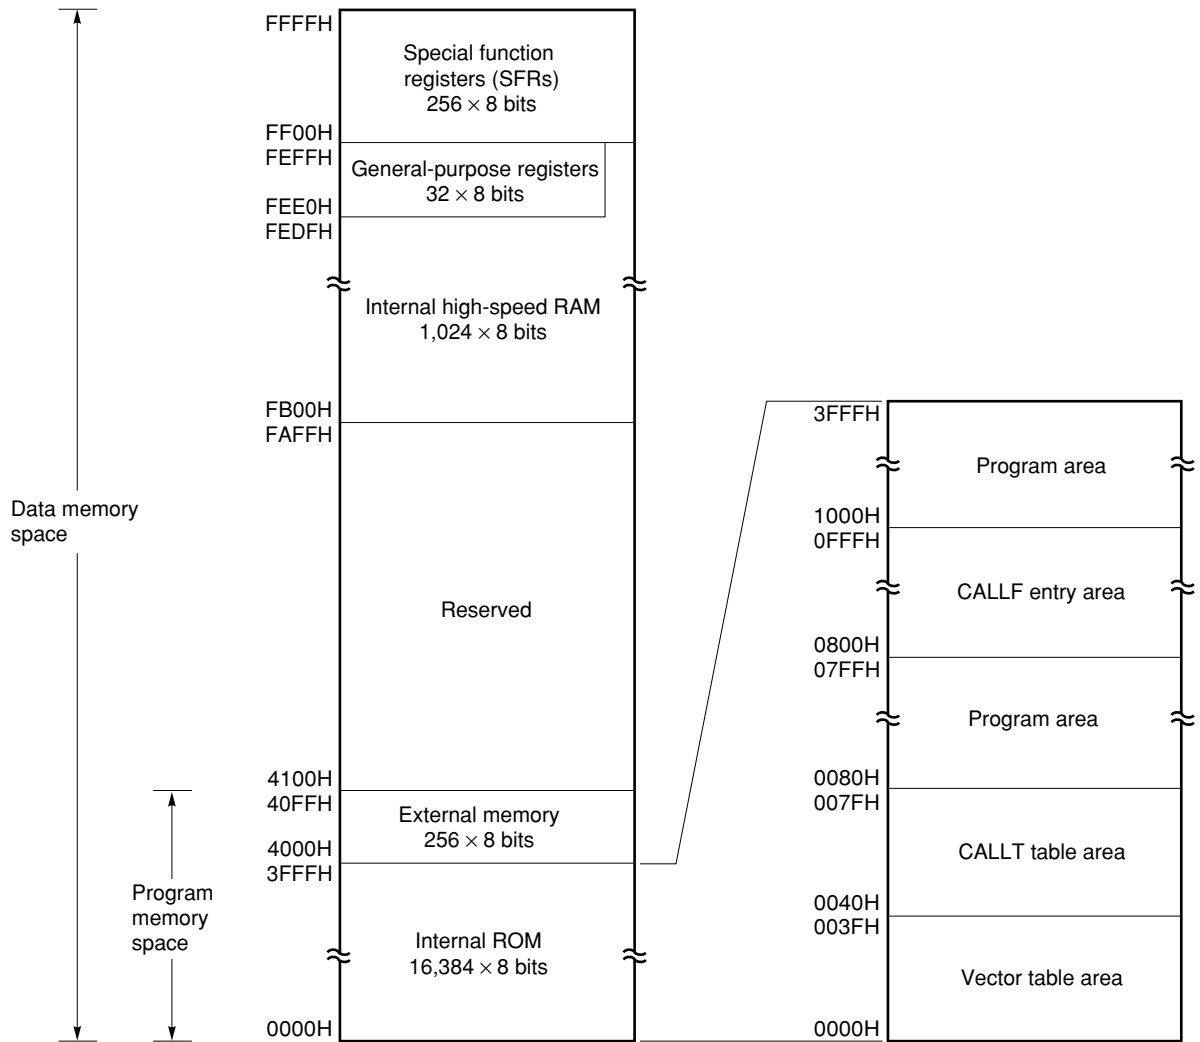 FFFFH
Special function
registers (SFRs)
256 × 8 bits
FF00H
FEFFH
General-purpose registers
32 × 8 bits
FEE0H
FEDFH
Internal high-speed RAM
1,024 × 8 bits
FB00H
FAFFH
Data memory
space
Reserved
4100H
40FFH
External memory
256 × 8 bits
4000H
3FFFH
Program
memory
space
Internal ROM
16,384 × 8 bits
0000H
3FFFH
Program area
1000H
0FFFH
CALLF entry area
0800H
07FFH
Program area
0080H
007FH
CALLT table area
0040H
003FH
Vector table area
0000H